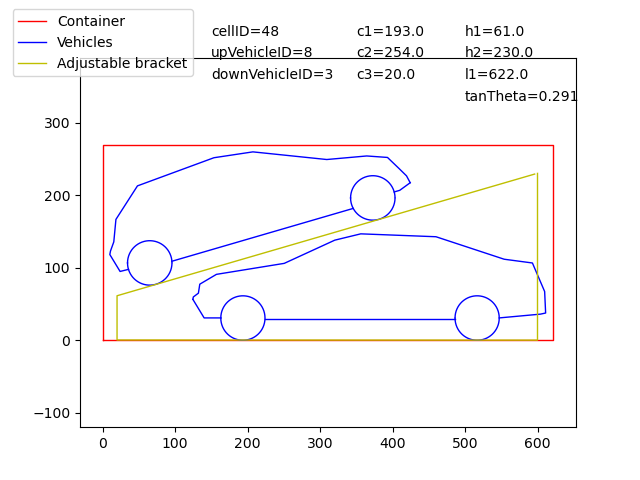 Container
Vehicles
Adjustable bracket
cellID=48 c1=193.0 h1=61.0
upVehicleID=8 c2=254.0 h2=230.0
downVehicleID=3 c3=20.0 l1=622.0
tanTheta=0.291
300
200
100
0
−100
0 100 200 300 400 500 600